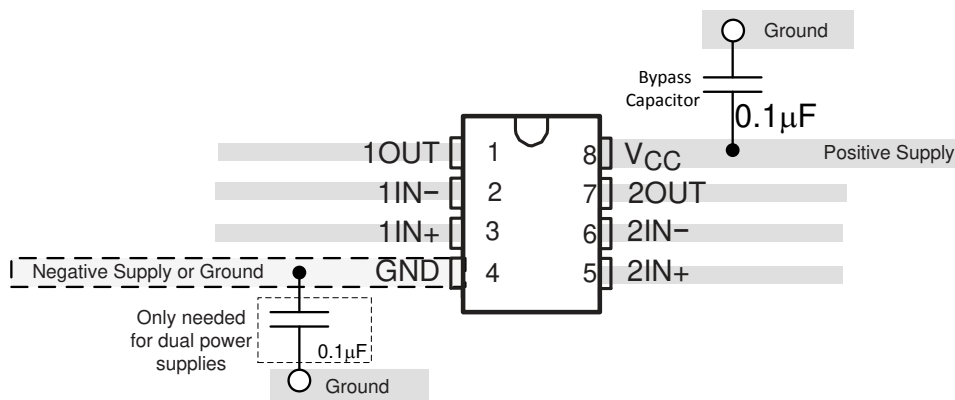 Ground
Bypass
Capacitor
0.1μF
1OUT 1 8 VCC Positive Supply
1IN− 2 7 2OUT
1IN+ 3 6 2IN−
Negative Supply or Ground GND 4 5 2IN+
Only needed
for dual power
supplies
0.1μF
Ground